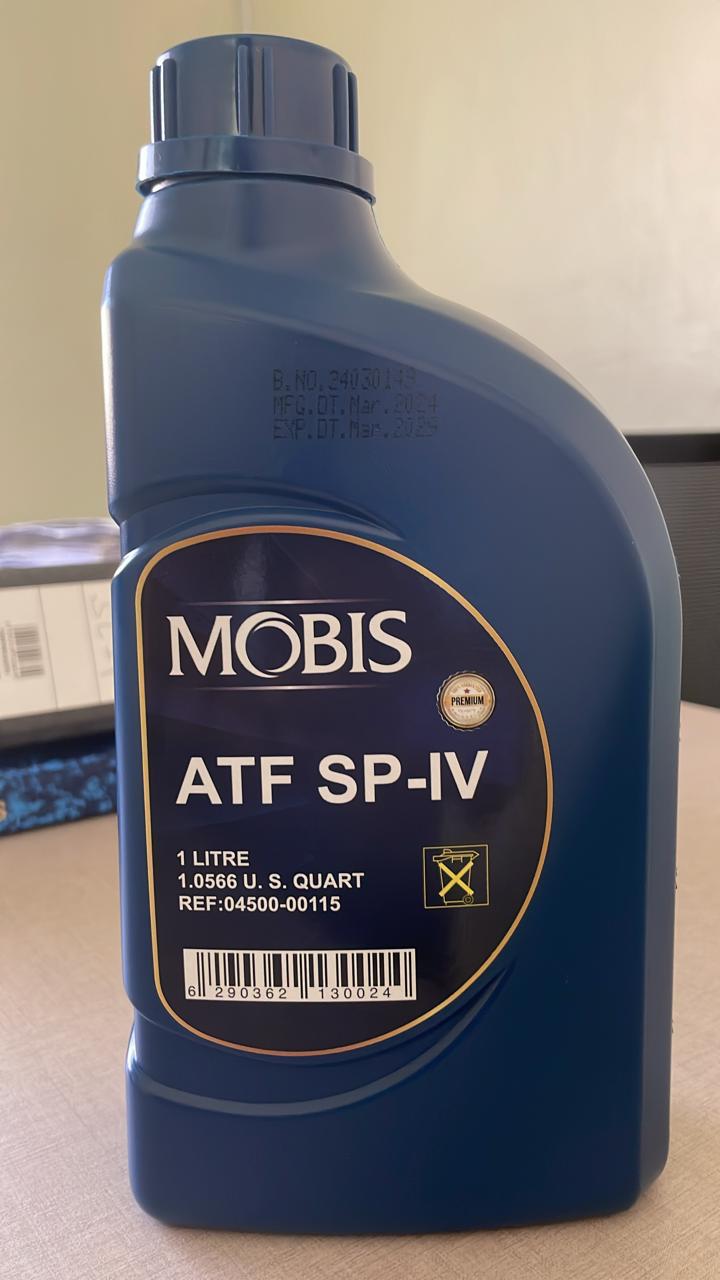 B.NO.24030149
MFG.DT.Mar.2024
EXP.DT.Mar.2029
MOBIS
PREMIUM
ATF SP-IV
1 LITRE
1.0566 U. S. QUART
REF:04500-00115
6 290362 130024